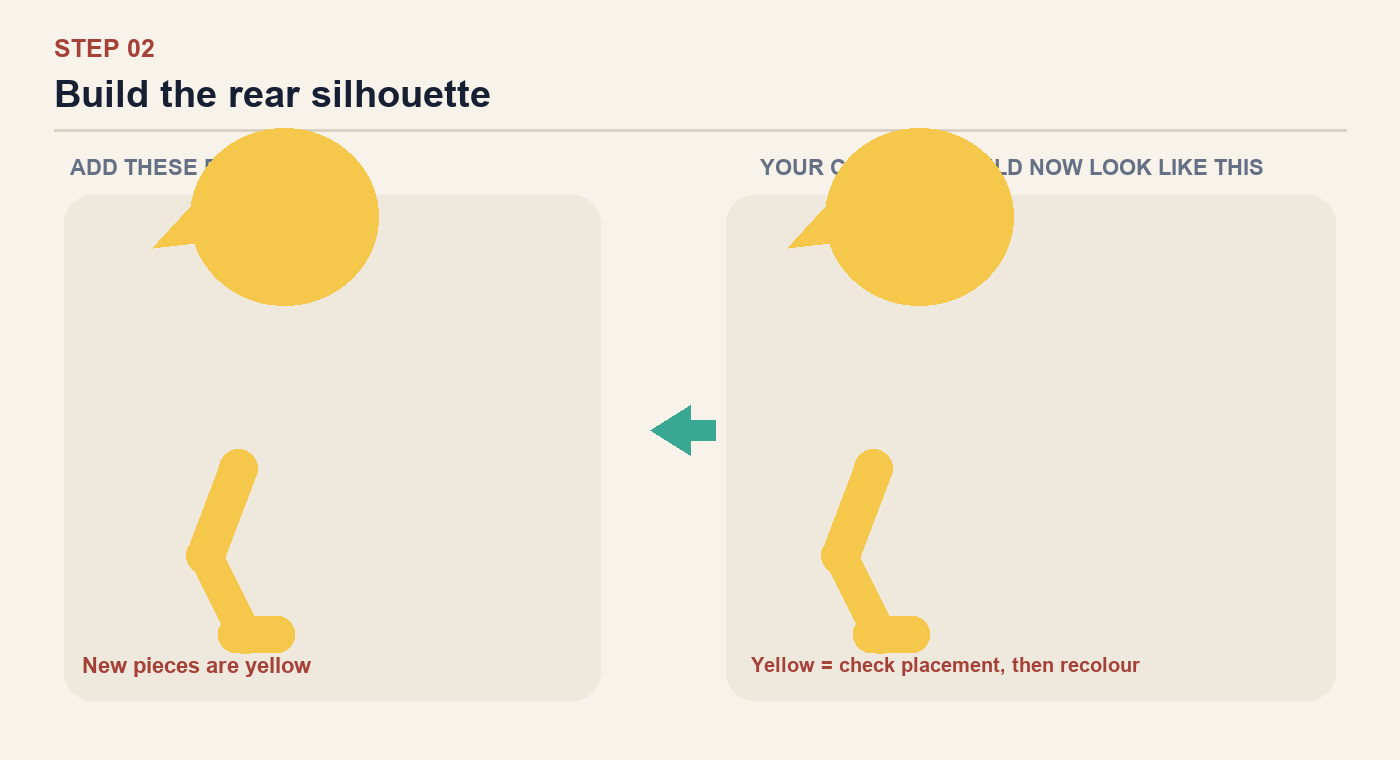 STEP 02
Build the rear silhouette
ADD THESE
YOUR NOW LOOK LIKE THIS
New pieces are yellow
Yellow = check placement, then recolour